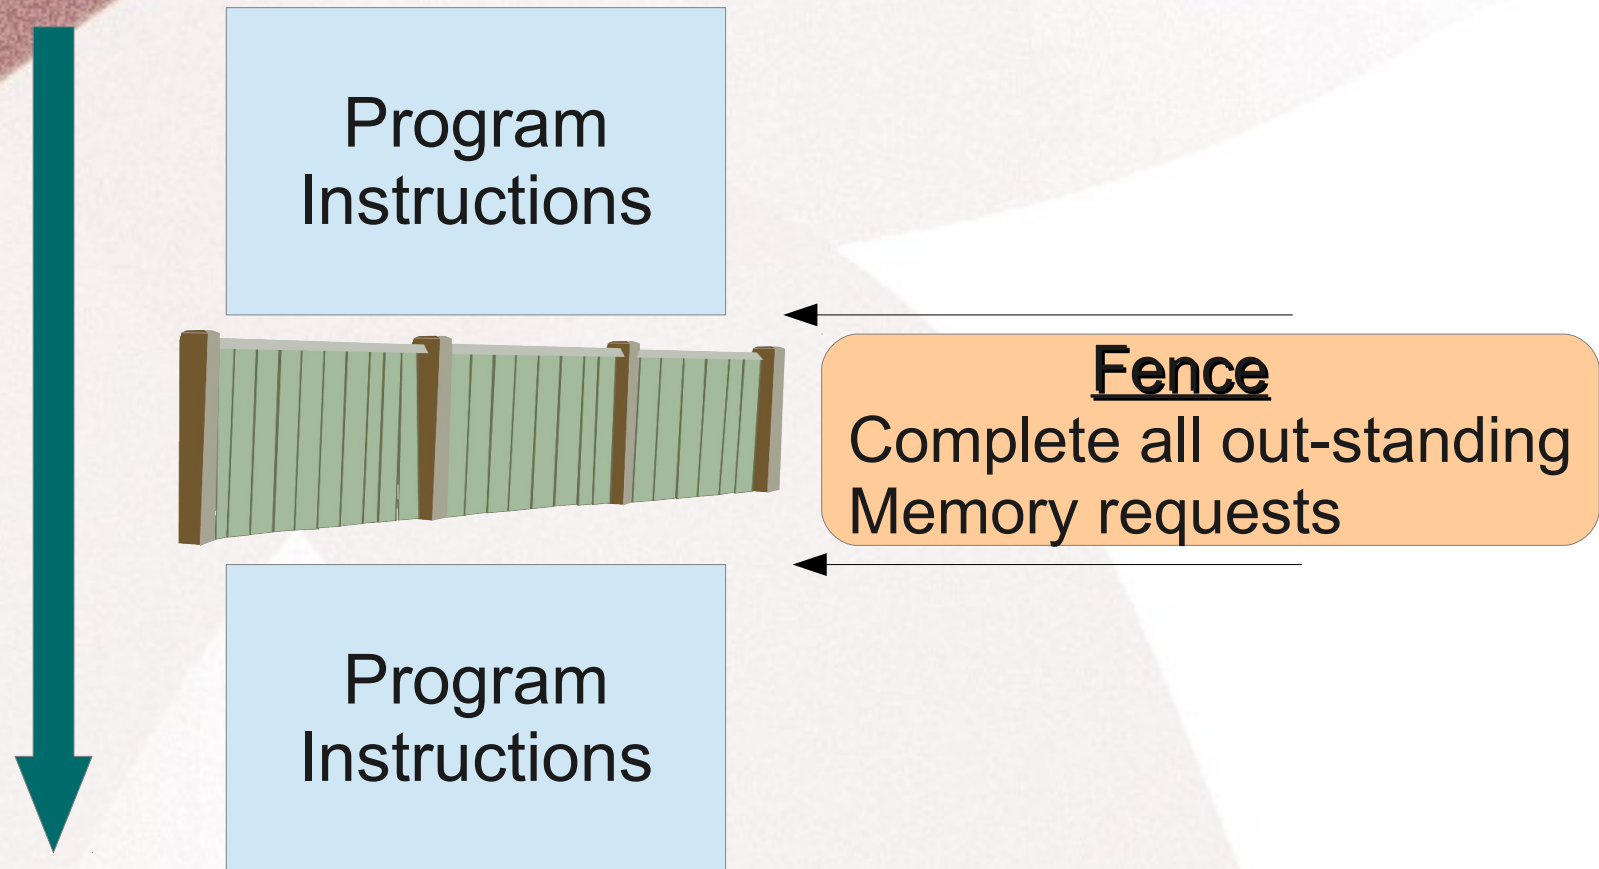 Program
Instructions
Fence
Complete all out-standing
Memory requests
Program
Instructions